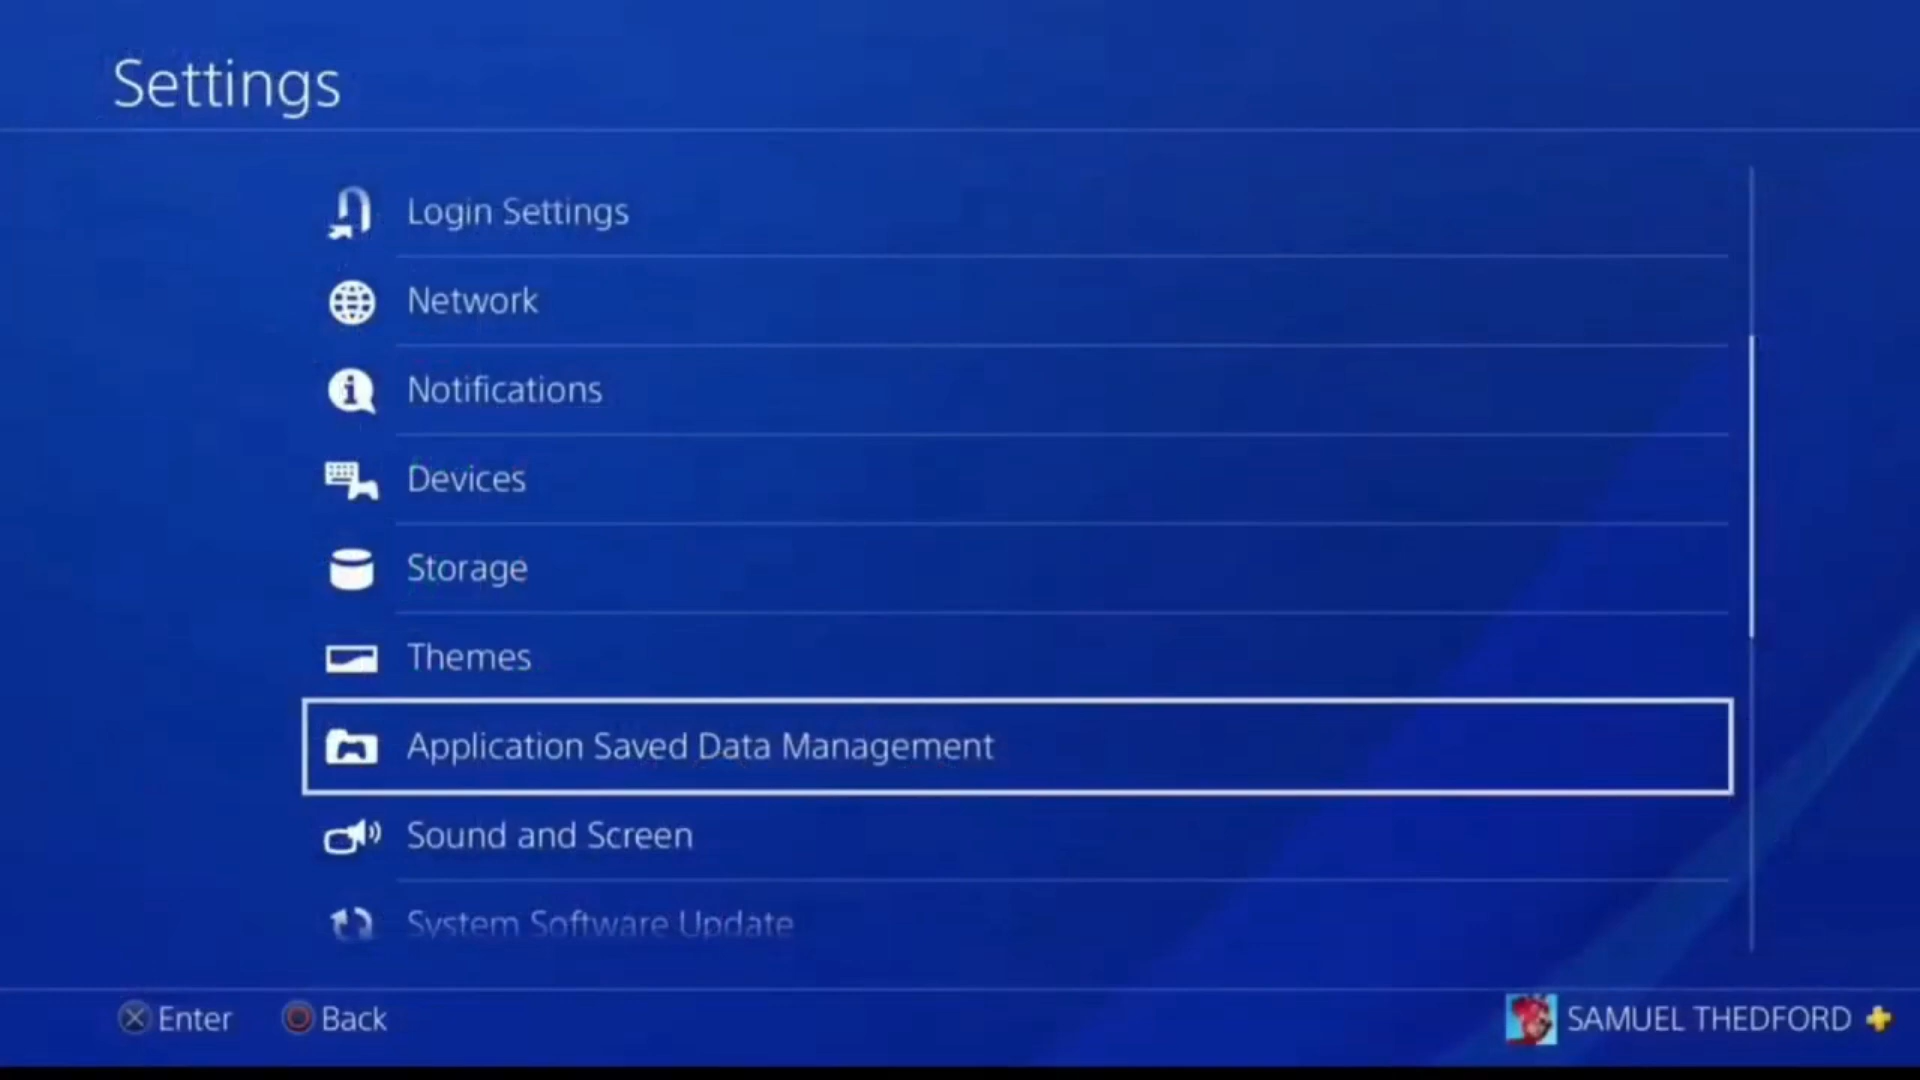 Settings
Login Settings
Network
Notifications
Devices
Storage
Themes
Application Saved Data Management
Sound and Screen
System Software Update
Enter Back SAMUEL THEDFORD